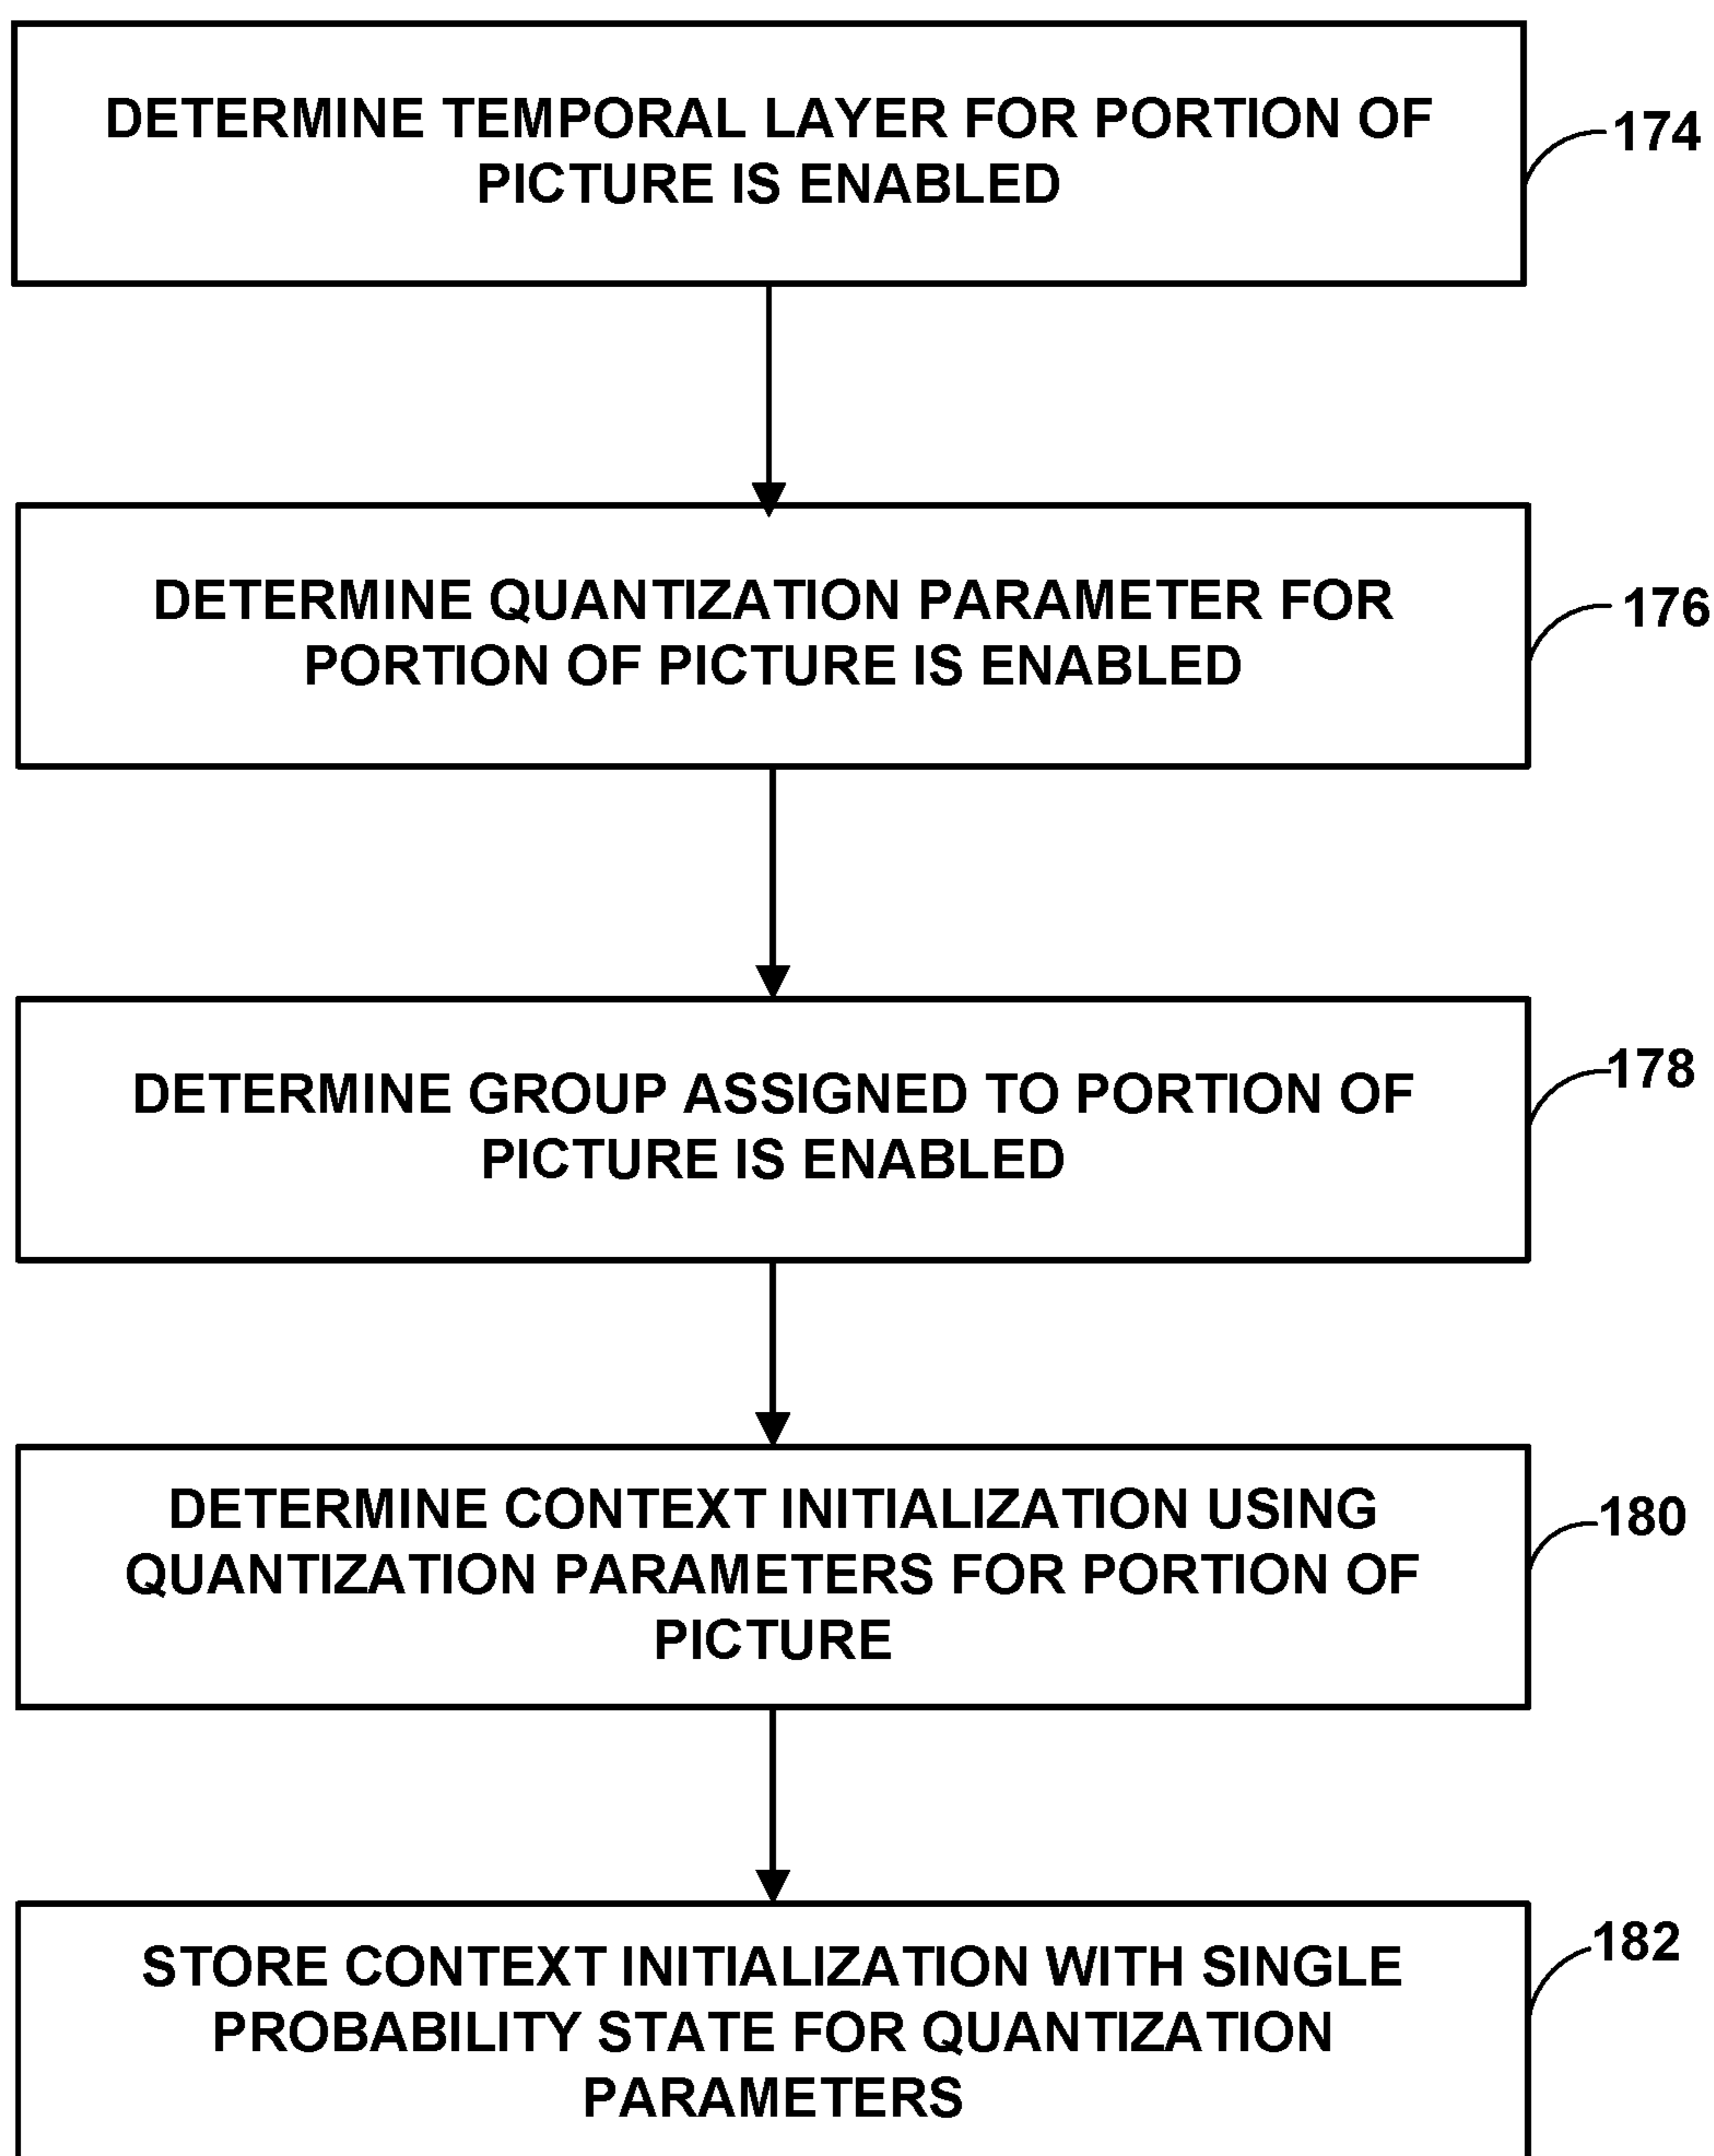 DETERMINE TEMPORAL LAYER FOR PORTION OF
PICTURE IS ENABLED
174
DETERMINE QUANTIZATION PARAMETER FOR
PORTION OF PICTURE IS ENABLED
176
DETERMINE GROUP ASSIGNED TO PORTION OF
PICTURE IS ENABLED
178
DETERMINE CONTEXT INITIALIZATION USING
QUANTIZATION PARAMETERS FOR PORTION OF
PICTURE
180
STORE CONTEXT INITIALIZATION WITH SINGLE
PROBABILITY STATE FOR QUANTIZATION
PARAMETERS
182